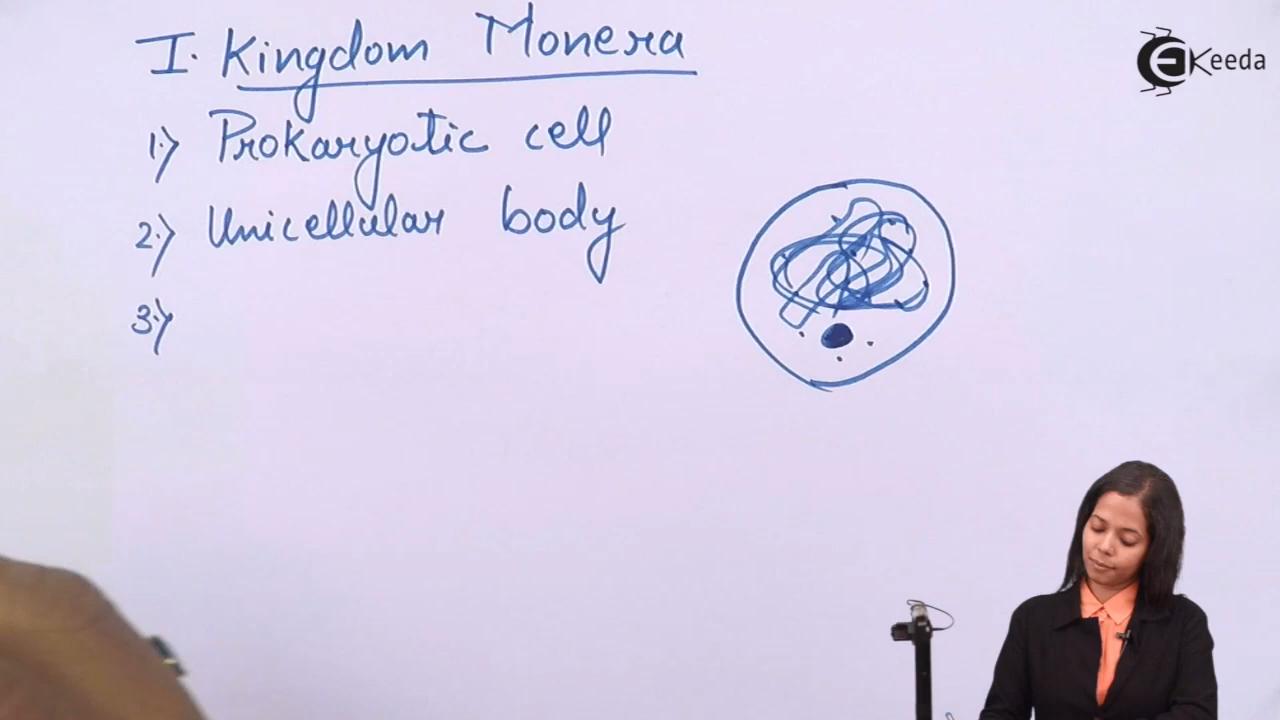 I. Kingdom Monera
1.) Prokaryotic cell
2.) Unicellular body
3.)
eKeeda